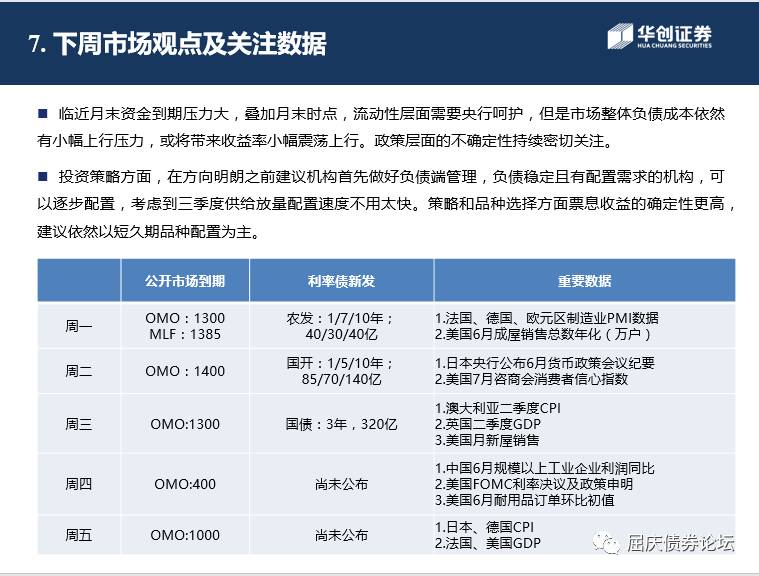 7. 下周市场观点及关注数据
华创证券
HUA CHUANG SECURITIES
■ 临近月末资金到期压力大，叠加月末时点，流动性层面需要央行呵护，但是市场整体负债成本依然
有小幅上行压力，或将带来收益率小幅震荡上行。政策层面的不确定性持续密切关注。
■ 投资策略方面，在方向明朗之前建议机构首先做好负债端管理，负债稳定且有配置需求的机构，可
以逐步配置，考虑到三季度供给放量配置速度不用太快。策略和品种选择方面票息收益的确定性更高，
建议依然以短久期品种配置为主。
公开市场到期 利率债新发 重要数据
周一
OMO：1300
MLF：1385
农发：1/7/10年；
40/30/40亿
1.法国、德国、欧元区制造业PMI数据
2.美国6月成屋销售总数年化（万户）
周二
OMO：1400
国开：1/5/10年；
85/70/140亿
1.日本央行公布6月货币政策会议纪要
2.美国7月咨商会消费者信心指数
周三
OMO:1300
国债：3年，320亿
1.澳大利亚二季度CPI
2.英国二季度GDP
3.美国月新屋销售
周四
OMO:400
尚未公布
1.中国6月规模以上工业企业利润同比
2.美国FOMC利率决议及政策申明
3.美国6月耐用品订单环比初值
周五
OMO:1000
尚未公布
1.日本、德国CPI
2.法国、美国GDP
屈庆债券论坛